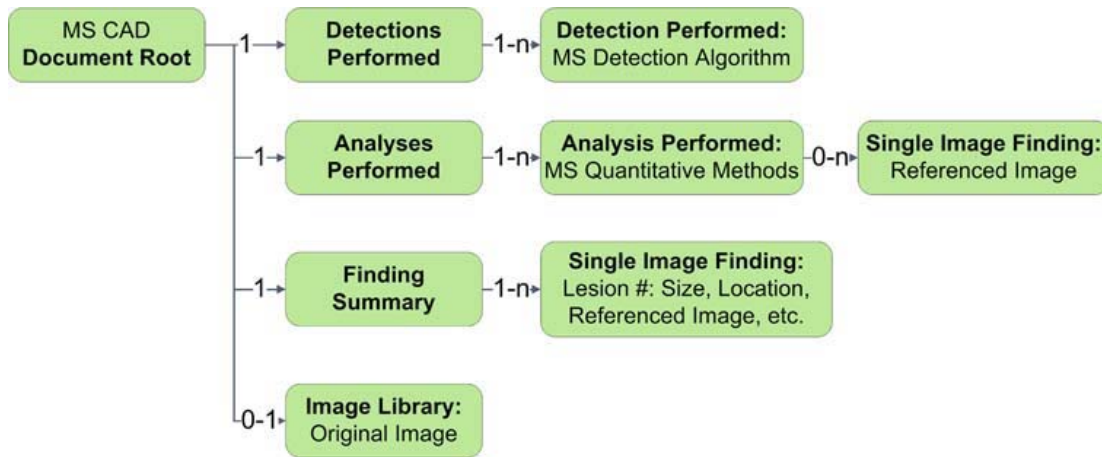 MS CAD
Document Root
1
Detections
Performed
1-n
Detection Performed:
MS Detection Algorithm
1
Analyses
Performed
1-n
Analysis Performed:
MS Quantitative Methods
0-n
Single Image Finding:
Referenced Image
1
Finding
Summary
1-n
Single Image Finding:
Lesion #: Size, Location,
Referenced Image, etc.
0-1
Image Library:
Original Image